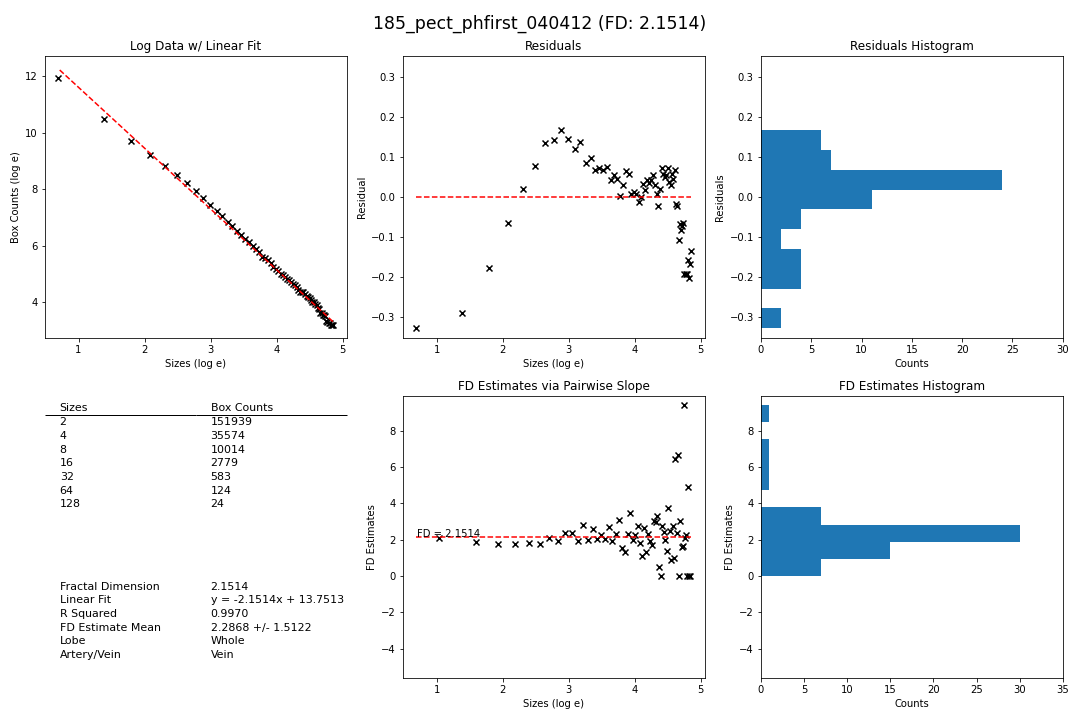 185_pect_phfirst_040412 (FD: 2.1514)
Log Data w/ Linear Fit
Box Counts (log e)
12
10
8
6
4
1 2 3 4 5
Sizes (log e)
Residuals
Residual
0.3
0.2
0.1
0.0
−0.1
−0.2
−0.3
1 2 3 4 5
Sizes (log e)
Residuals Histogram
Residuals
0.3
0.2
0.1
0.0
−0.1
−0.2
−0.3
0 5 10 15 20 25 30
Counts
Sizes Box Counts
2 151939
4 35574
8 10014
16 2779
32 583
64 124
128 24
Fractal Dimension 2.1514
Linear Fit y = -2.1514x + 13.7513
R Squared 0.9970
FD Estimate Mean 2.2868 +/- 1.5122
Lobe Whole
Artery/Vein Vein
FD Estimates via Pairwise Slope
FD Estimates
8
6
4
2
0
−2
−4
FD = 2.1514
1 2 3 4 5
Sizes (log e)
FD Estimates Histogram
FD Estimates
8
6
4
2
0
−2
−4
0 5 10 15 20 25 30 35
Counts